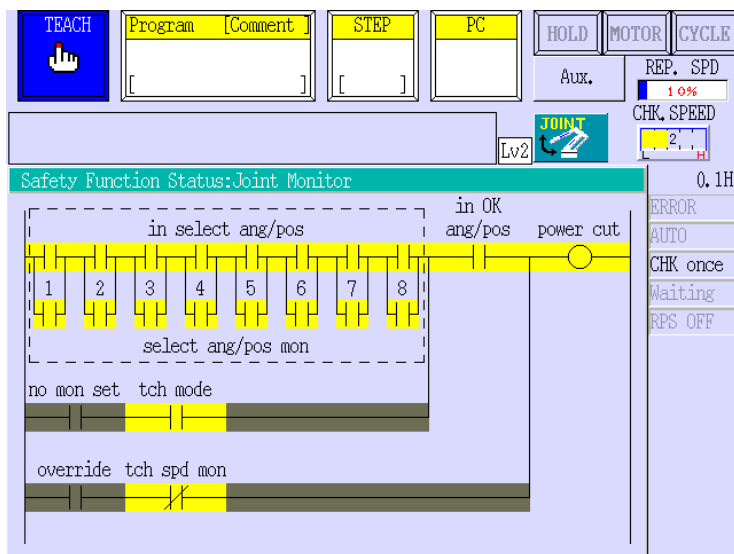 TEACH
Program [Comment ]
[ ]
STEP
[ ]
PC
HOLD
MOTOR
CYCLE
Aux.
REP. SPD
10%
CHK. SPEED
2
L H
Lv2
JOINT
Safety Function Status:Joint Monitor
0.1H
ERROR
AUTO
CHK once
Waiting
RPS OFF
in select ang/pos
in OK
ang/pos
power cut
1 2 3 4 5 6 7 8
select ang/pos mon
no mon set tch mode
override tch spd mon